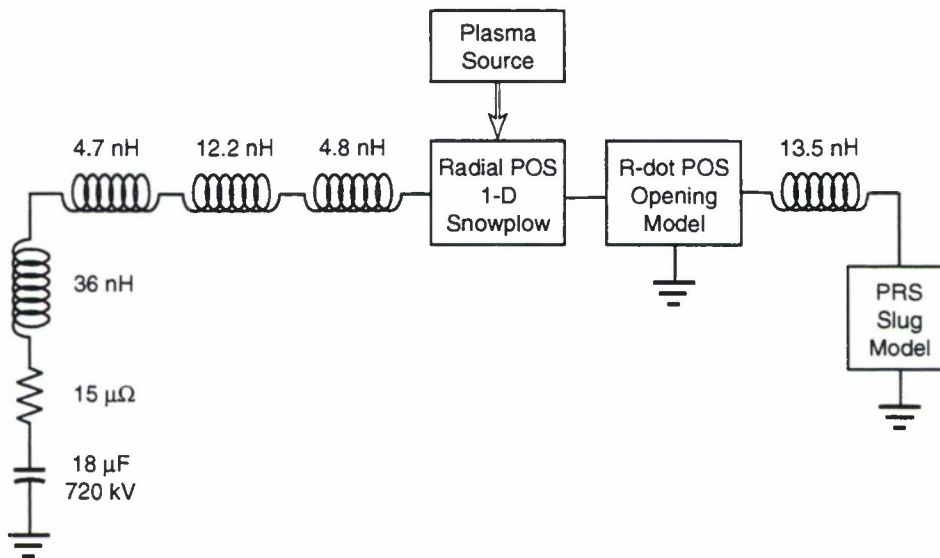 Plasma
Source
4.7 nH
12.2 nH
4.8 nH
Radial POS
1-D
Snowplow
R-dot POS
Opening
Model
13.5 nH
36 nH
PRS
Slug
Model
15 μΩ
18 μF
720 kV